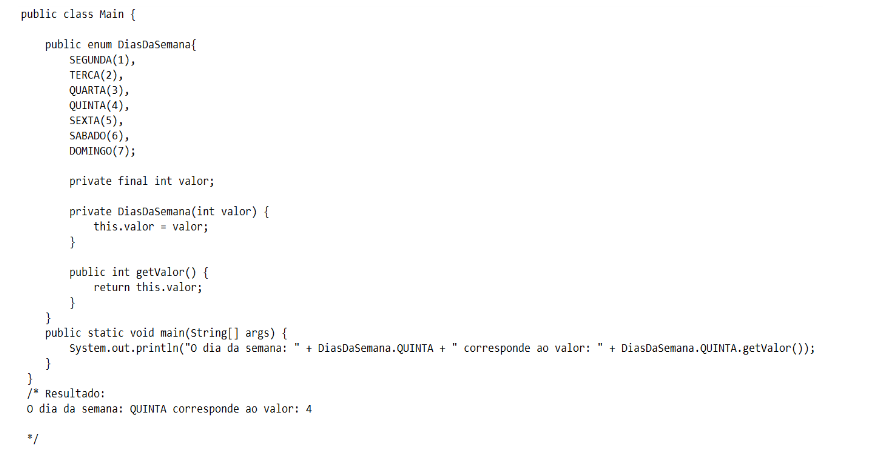 public class Main {
public enum DiasDaSemana{
SEGUNDA(1),
TERCA(2),
QUARTA(3),
QUINTA(4),
SEXTA(5),
SABADO(6),
DOMINGO(7);
private final int valor;
private DiasDaSemana(int valor) {
this.valor = valor;
}
public int getValor() {
return this.valor;
}
}
public static void main(String[] args) {
System.out.println("O dia da semana: " + DiasDaSemana.QUINTA + " corresponde ao valor: " + DiasDaSemana.QUINTA.getValor());
}
}
/* Resultado:
O dia da semana: QUINTA corresponde ao valor: 4
*/